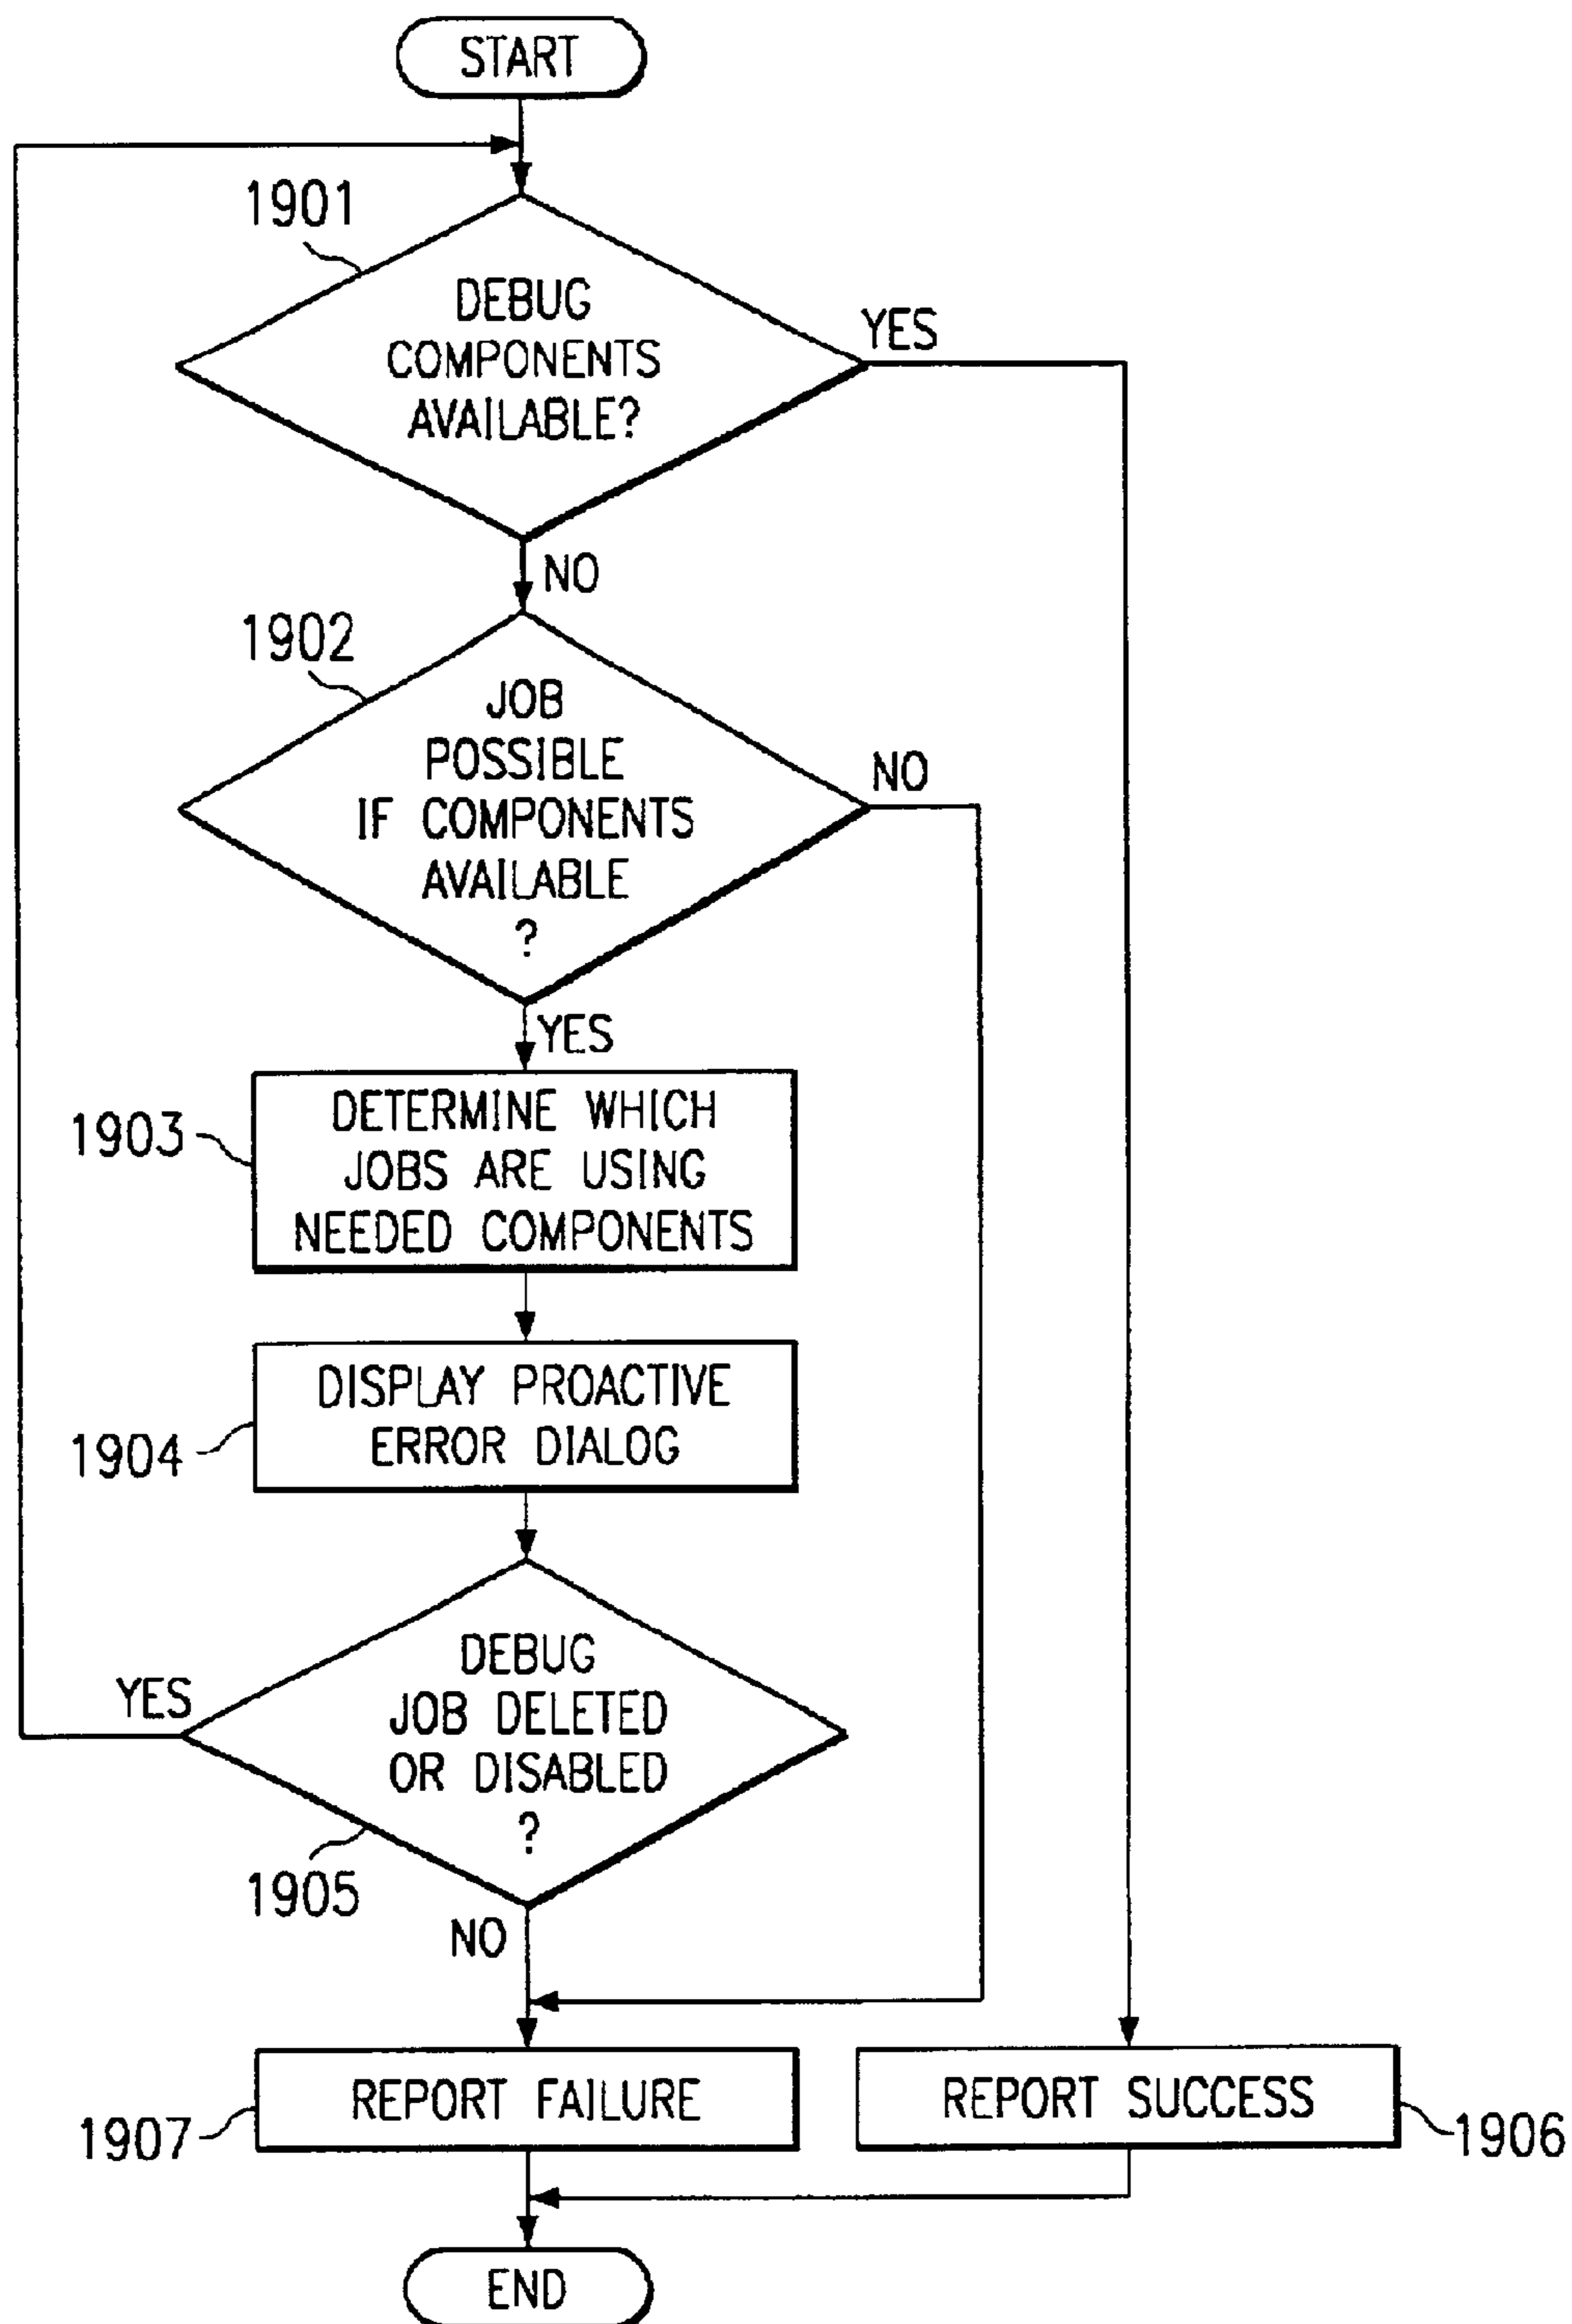 START
1901
DEBUG
COMPONENTS
AVAILABLE?
YES
NO
1902
JOB
POSSIBLE
IF COMPONENTS
AVAILABLE
?
NO
YES
1903
DETERMINE WHICH
JOBS ARE USING
NEEDED COMPONENTS
DISPLAY PROACTIVE
ERROR DIALOG
1904
DEBUG
JOB DELETED
OR DISABLED
?
YES
1905
NO
REPORT FAILURE
1907
REPORT SUCCESS
1906
END